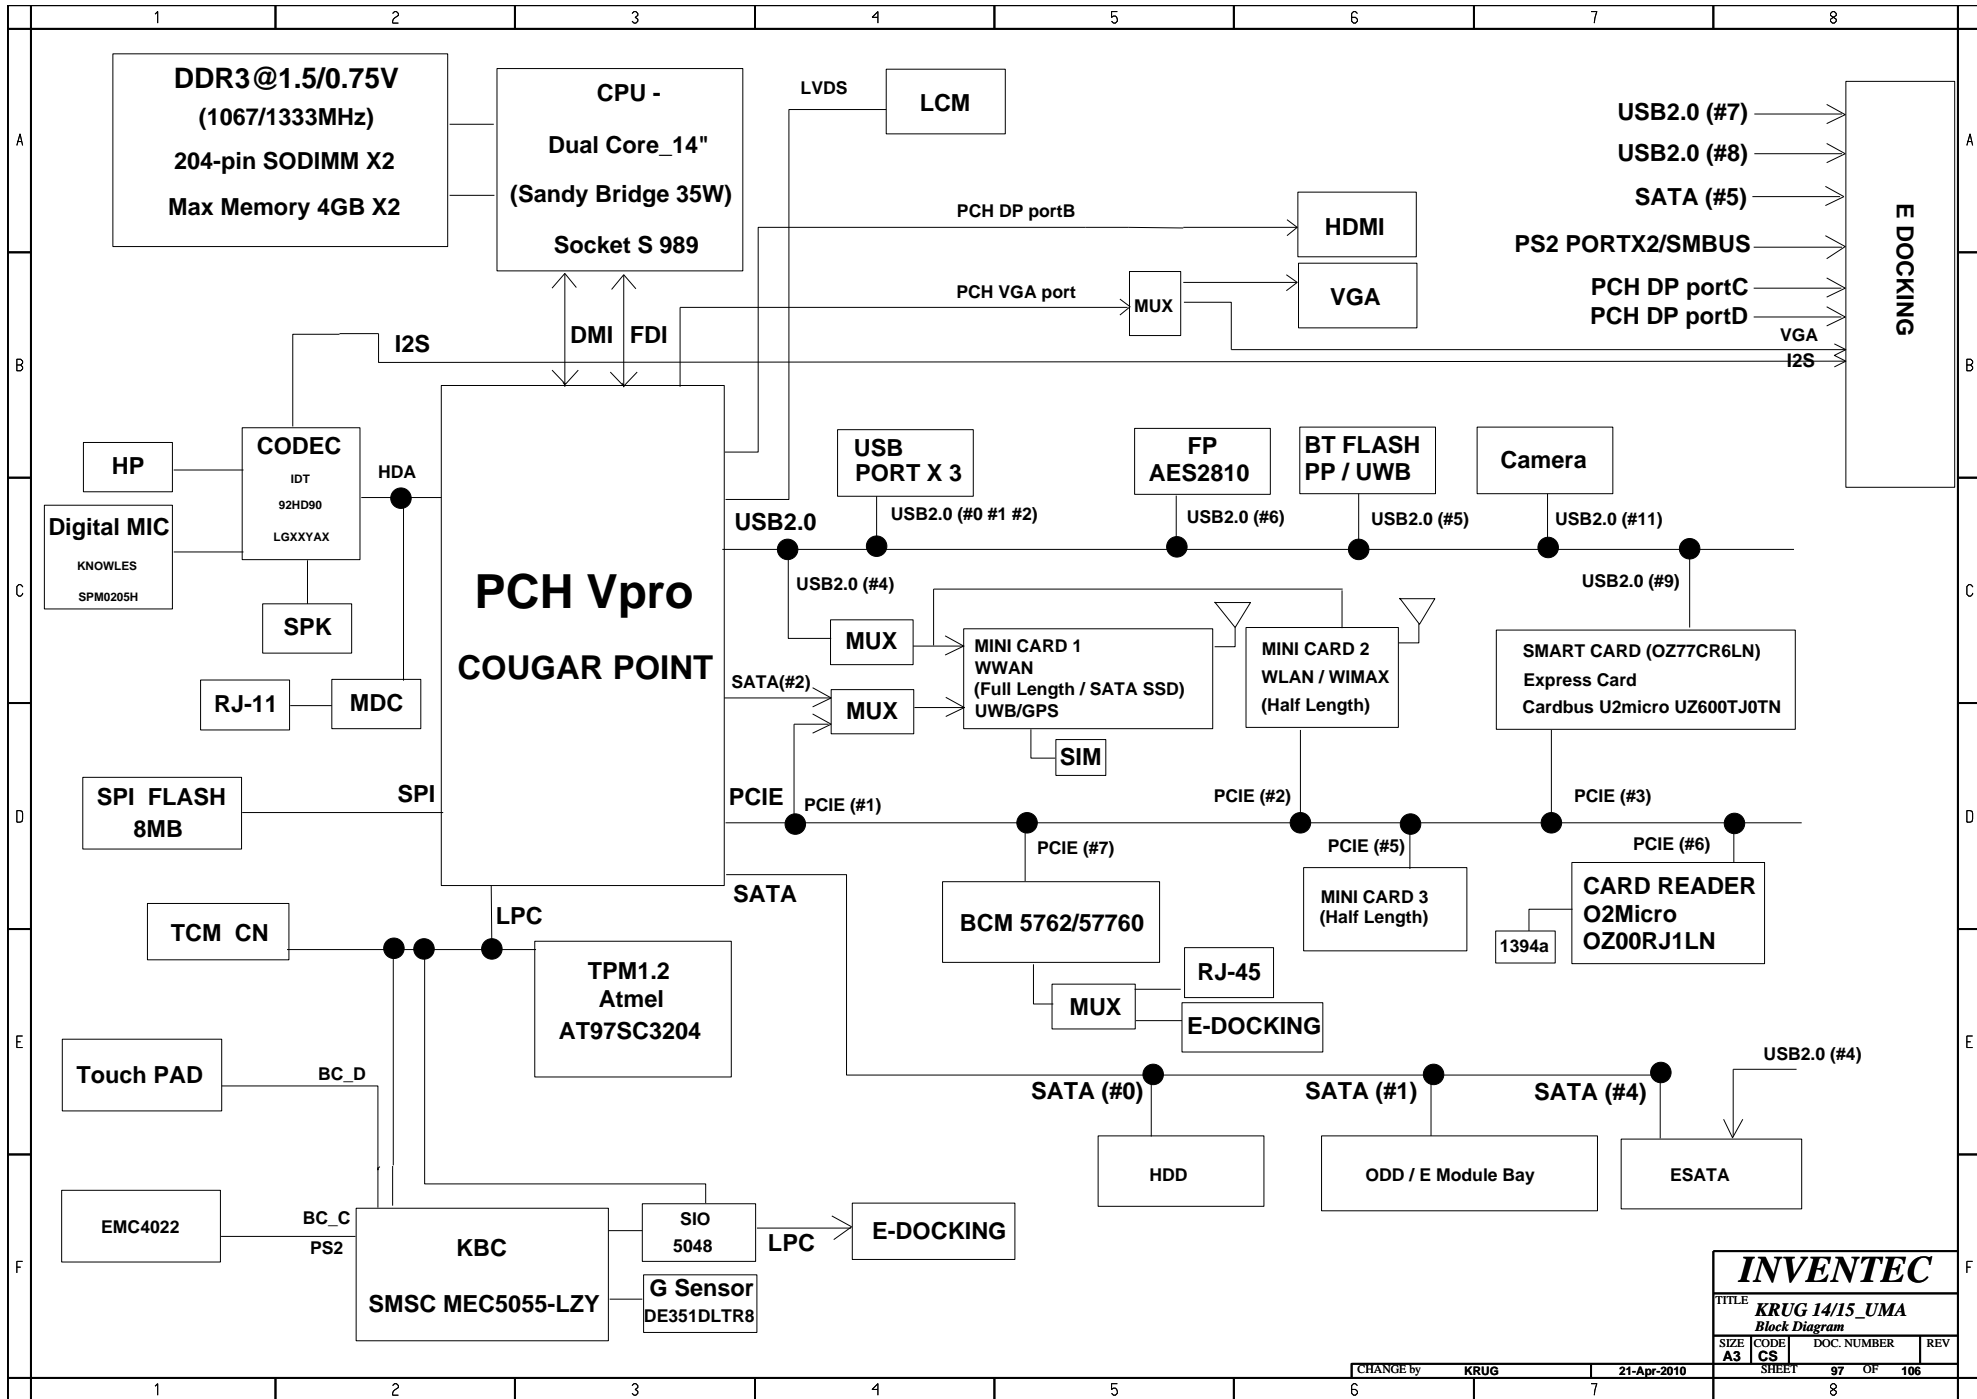 1 2 3 4 5 6 7 8
A
B
C
D
E
F
A
B
C
D
F
DDR3@1.5/0.75V
(1067/1333MHz)
204-pin SODIMM X2
Max Memory 4GB X2
CPU -
Dual Core_14"
(Sandy Bridge 35W)
Socket S 989
LVDS
LCM
PCH DP portB
HDMI
PCH VGA port
MUX
VGA
USB2.0 (#7)
USB2.0 (#8)
SATA (#5)
PS2 PORTX2/SMBUS
PCH DP portC
PCH DP portD
VGA
I2S
E DOCKING
DMI
FDI
I2S
HP
CODEC
IDT
92HD90
LGXXYAX
HDA
Digital MIC
KNOWLES
SPM0205H
SPK
RJ-11
MDC
PCH Vpro
COUGAR POINT
USB
PORT X 3
USB2.0 (#0 #1 #2)
FP
AES2810
USB2.0 (#6)
BT FLASH
PP / UWB
USB2.0 (#5)
Camera
USB2.0 (#11)
USB2.0
USB2.0 (#4)
USB2.0 (#9)
MUX
SATA(#2)
MUX
MINI CARD 1
WWAN
(Full Length / SATA SSD)
UWB/GPS
SIM
MINI CARD 2
WLAN / WIMAX
(Half Length)
SMART CARD (OZ77CR6LN)
Express Card
Cardbus U2micro UZ600TJ0TN
SPI FLASH
8MB
SPI
PCIE
PCIE (#1)
PCIE (#2)
PCIE (#3)
PCIE (#7)
PCIE (#5)
PCIE (#6)
BCM 5762/57760
MINI CARD 3
(Half Length)
CARD READER
O2Micro
OZ00RJ1LN
1394a
RJ-45
MUX
E-DOCKING
SATA
LPC
TCM CN
TPM1.2
Atmel
AT97SC3204
Touch PAD
BC_D
SATA (#0)
SATA (#1)
SATA (#4)
USB2.0 (#4)
HDD
ODD / E Module Bay
ESATA
EMC4022
BC_C
PS2
KBC
SMSC MEC5055-LZY
SIO
5048
LPC
E-DOCKING
G Sensor
DE351DLTR8
INVENTEC
TITLE
KRUG 14/15_UMA
Block Diagram
SIZE CODE DOC. NUMBER REV
A3 CS
CHANGE by KRUG 21-Apr-2010 SHEET 97 OF 106
1 2 3 4 5 6 7 8
E